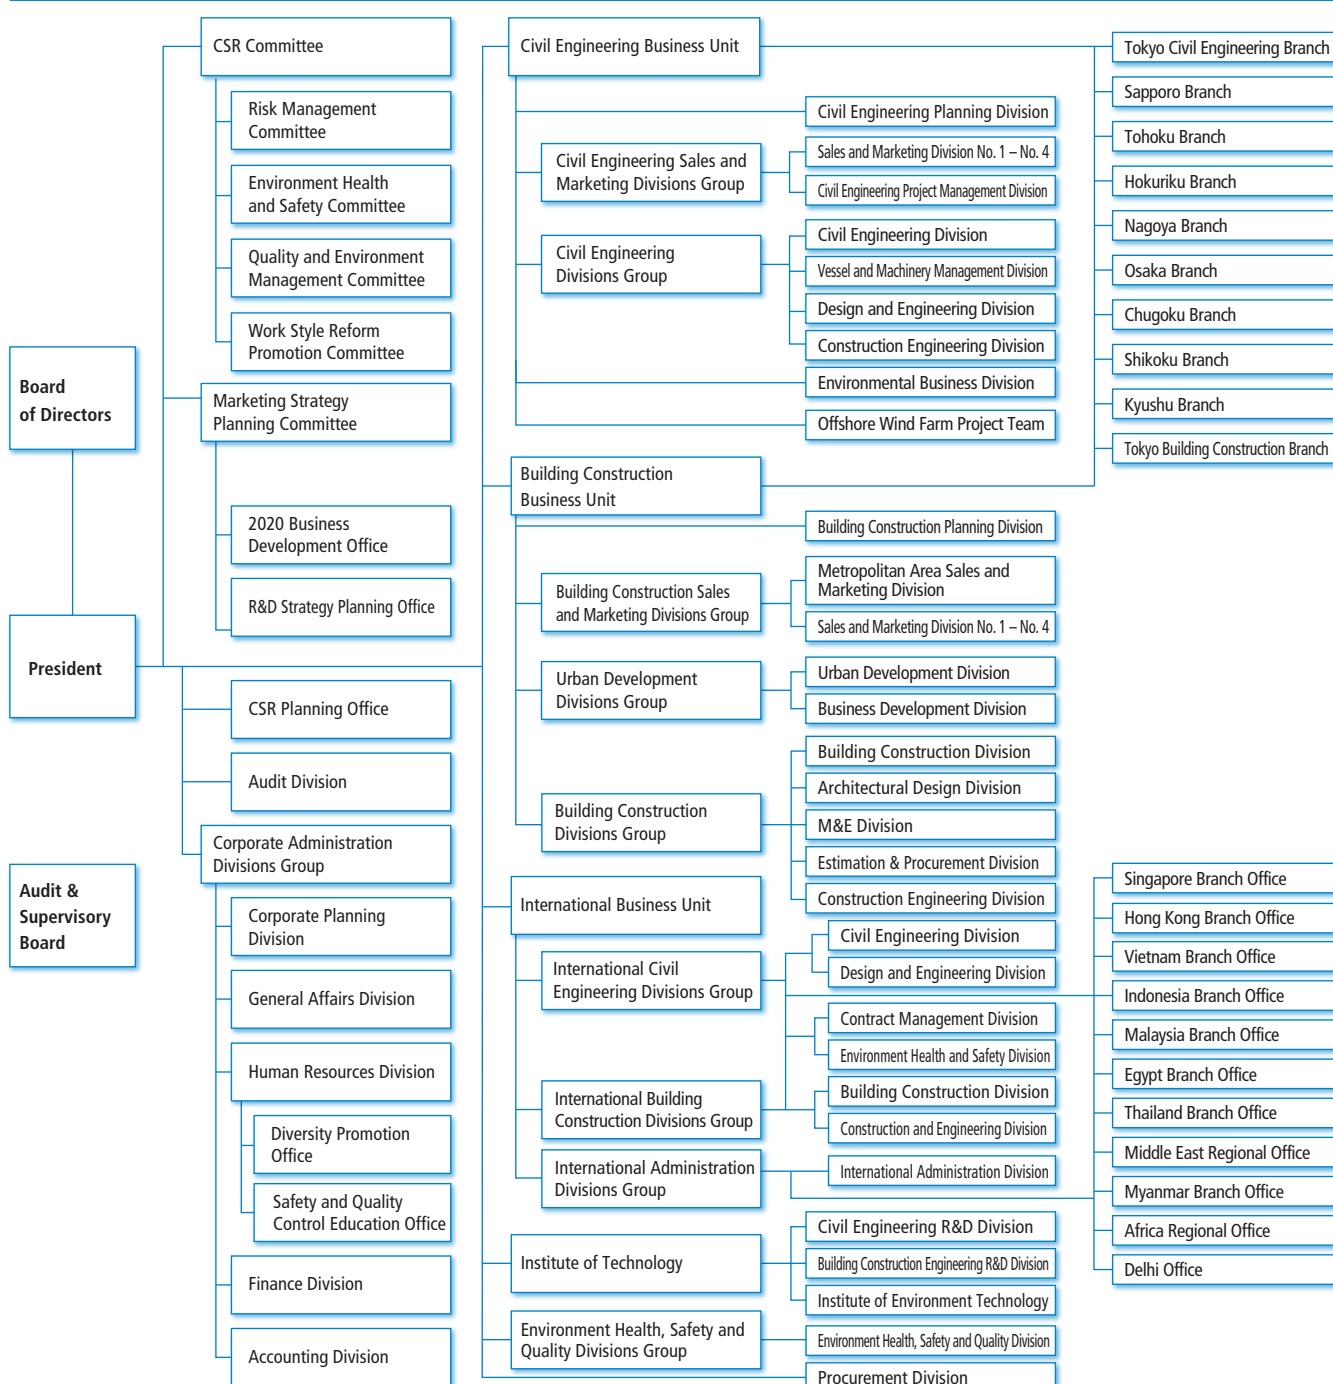 Board
of Directors
President
Audit &
Supervisory
Board
CSR Committee
Risk Management
Committee
Environment Health
and Safety Committee
Quality and Environment
Management Committee
Work Style Reform
Promotion Committee
Marketing Strategy
Planning Committee
2020 Business
Development Office
R&D Strategy Planning Office
CSR Planning Office
Audit Division
Corporate Administration
Divisions Group
Corporate Planning
Division
General Affairs Division
Human Resources Division
Diversity Promotion
Office
Safety and Quality
Control Education Office
Finance Division
Accounting Division
Civil Engineering Business Unit
Civil Engineering Planning Division
Civil Engineering Sales and
Marketing Divisions Group
Sales and Marketing Division No. 1 – No. 4
Civil Engineering Project Management Division
Civil Engineering
Divisions Group
Civil Engineering Division
Vessel and Machinery Management Division
Design and Engineering Division
Construction Engineering Division
Environmental Business Division
Offshore Wind Farm Project Team
Building Construction
Business Unit
Building Construction Planning Division
Building Construction Sales
and Marketing Divisions Group
Metropolitan Area Sales and
Marketing Division
Sales and Marketing Division No. 1 – No. 4
Urban Development
Divisions Group
Urban Development Division
Business Development Division
Building Construction
Divisions Group
Building Construction Division
Architectural Design Division
M&E Division
Estimation & Procurement Division
Construction Engineering Division
International Business Unit
International Civil
Engineering Divisions Group
Civil Engineering Division
Design and Engineering Division
Contract Management Division
Environment Health and Safety Division
International Building
Construction Divisions Group
Building Construction Division
Construction and Engineering Division
International Administration
Divisions Group
International Administration Division
Institute of Technology
Civil Engineering R&D Division
Building Construction Engineering R&D Division
Institute of Environment Technology
Environment Health, Safety and
Quality Divisions Group
Environment Health, Safety and Quality Division
Procurement Division
Tokyo Civil Engineering Branch
Sapporo Branch
Tohoku Branch
Hokuriku Branch
Nagoya Branch
Osaka Branch
Chugoku Branch
Shikoku Branch
Kyushu Branch
Tokyo Building Construction Branch
Singapore Branch Office
Hong Kong Branch Office
Vietnam Branch Office
Indonesia Branch Office
Malaysia Branch Office
Egypt Branch Office
Thailand Branch Office
Middle East Regional Office
Myanmar Branch Office
Africa Regional Office
Delhi Office